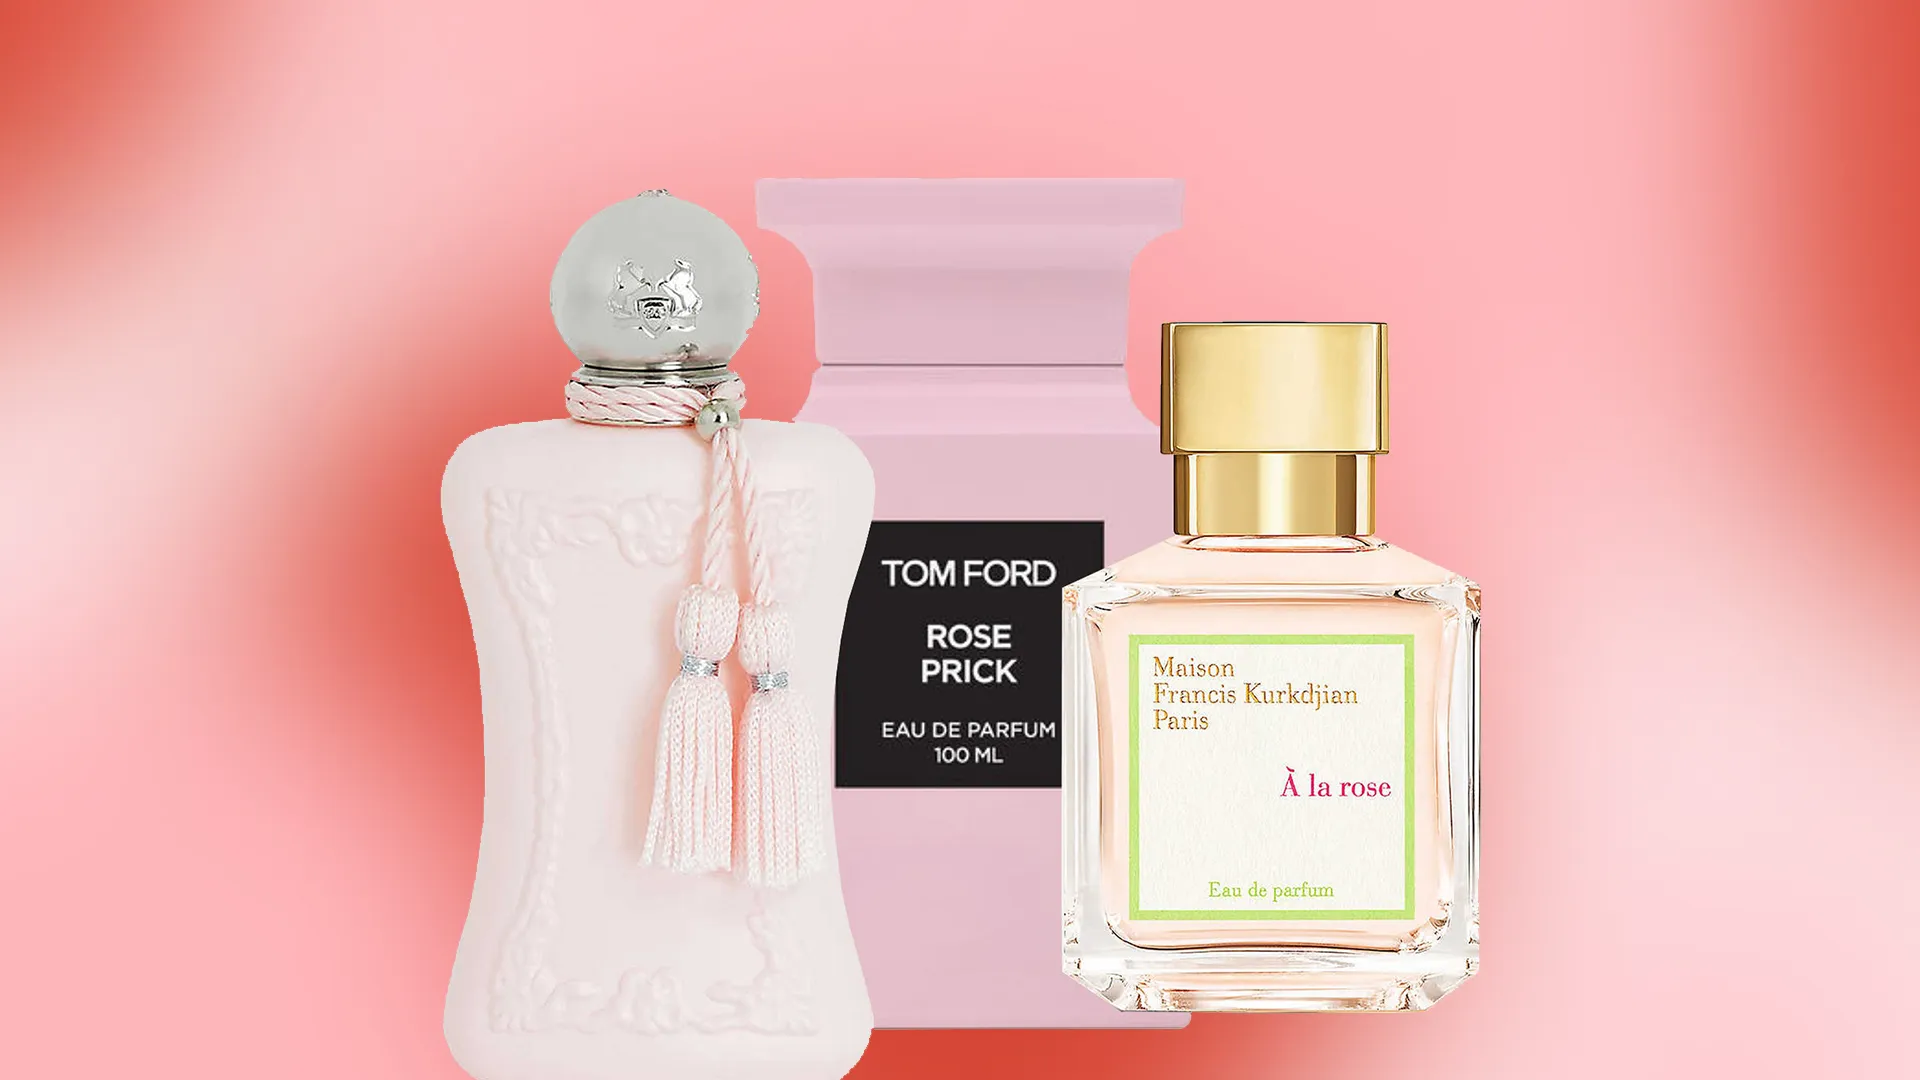 TOM FORD
ROSE
PRICK
EAU DE PARFUM
100 ML
Maison
Francis Kurkdjian
Paris
À la rose
Eau de parfum